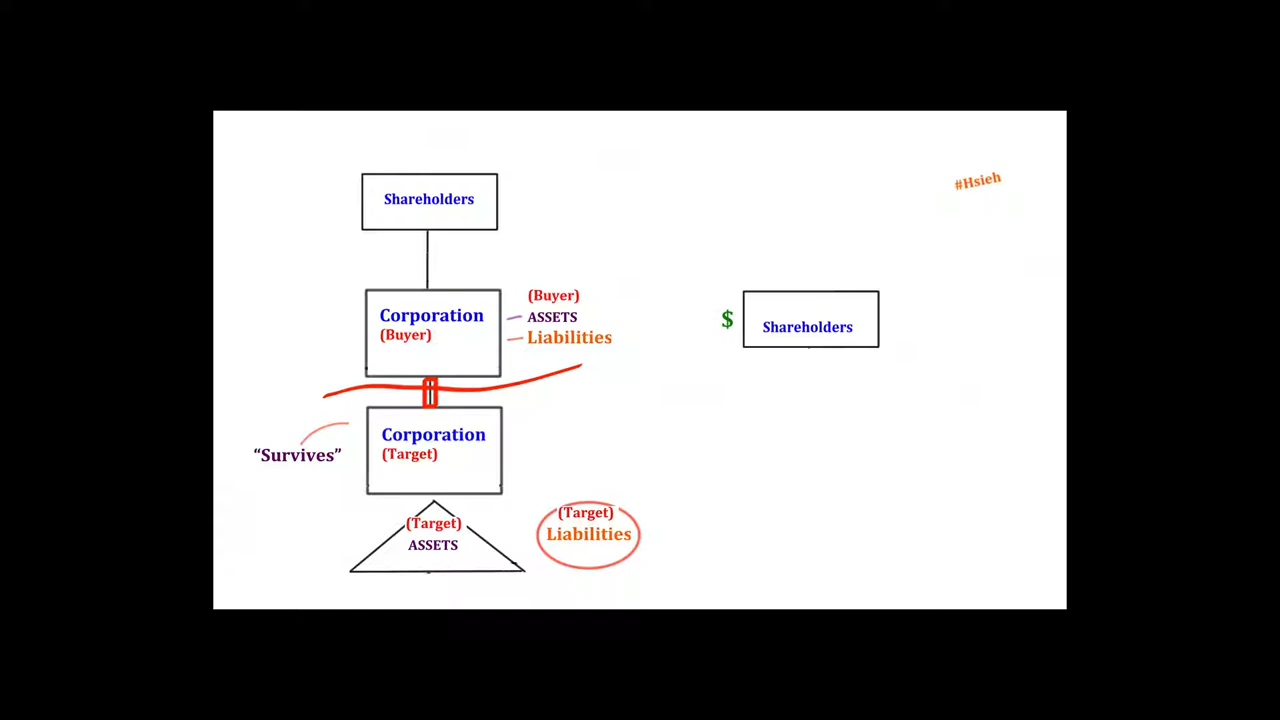 #Hsieh
Shareholders
Corporation
(Buyer)
(Buyer)
ASSETS
Liabilities
$
Shareholders
Corporation
(Target)
“Survives”
(Target)
ASSETS
(Target)
Liabilities